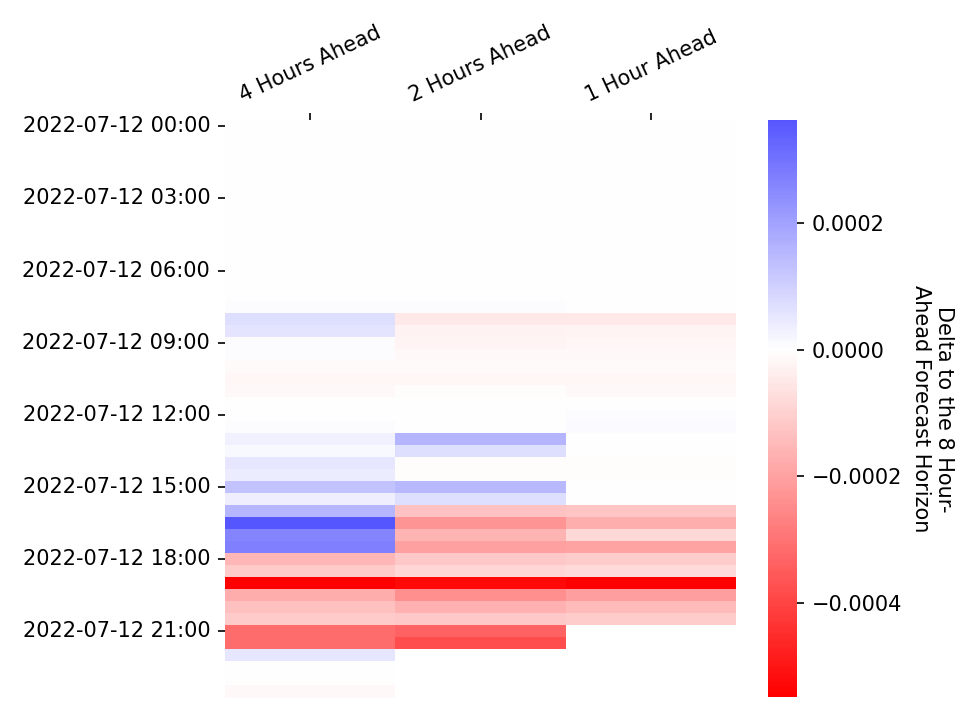 4 Hours Ahead
2 Hours Ahead
1 Hour Ahead
2022-07-12 00:00
2022-07-12 03:00
2022-07-12 06:00
2022-07-12 09:00
2022-07-12 12:00
2022-07-12 15:00
2022-07-12 18:00
2022-07-12 21:00
0.0002
0.0000
−0.0002
−0.0004
Delta to the 8 Hour-
Ahead Forecast Horizon